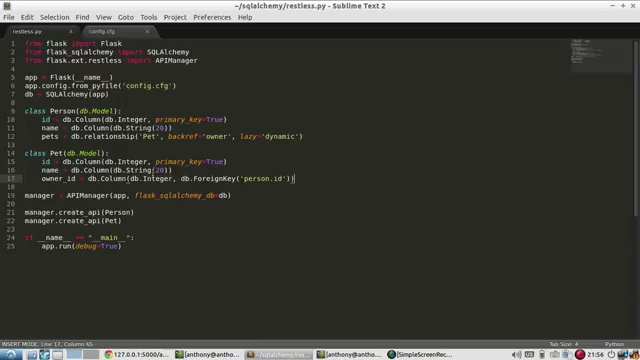 ~/sqlalchemy/restless.py - Sublime Text 2
File Edit Selection Find View Goto Tools Project Preferences Help
restless.py × config.cfg ×
1 from flask import Flask
2 from flask_sqlalchemy import SQLAlchemy
3 from flask.ext.restless import APIManager
4
5 app = Flask(__name__)
6 app.config.from_pyfile('config.cfg')
7 db = SQLAlchemy(app)
8
9 class Person(db.Model):
10 id = db.Column(db.Integer, primary_key=True)
11 name = db.Column(db.String(20))
12 pets = db.relationship('Pet', backref="owner", lazy="dynamic")
13
14 class Pet(db.Model):
15 id = db.Column(db.Integer, primary_key=True)
16 name = db.Column(db.String(20))
17 owner_id = db.Column(db.Integer, db.ForeignKey('person.id'))
18
19 manager = APIManager(app, flask_sqlalchemy_db=db)
20
21 manager.create_api(Person)
22 manager.create_api(Pet)
23
24 if __name__ == "__main__":
25 app.run(debug=True)
INSERT MODE, Line 17, Column 65 Tab Size: 4 Python
127.0.0.1:5000/a... [anthony@anthony... ~/sqlalchemy/res... [anthony@anthony... [SimpleScreenRec... 21:56